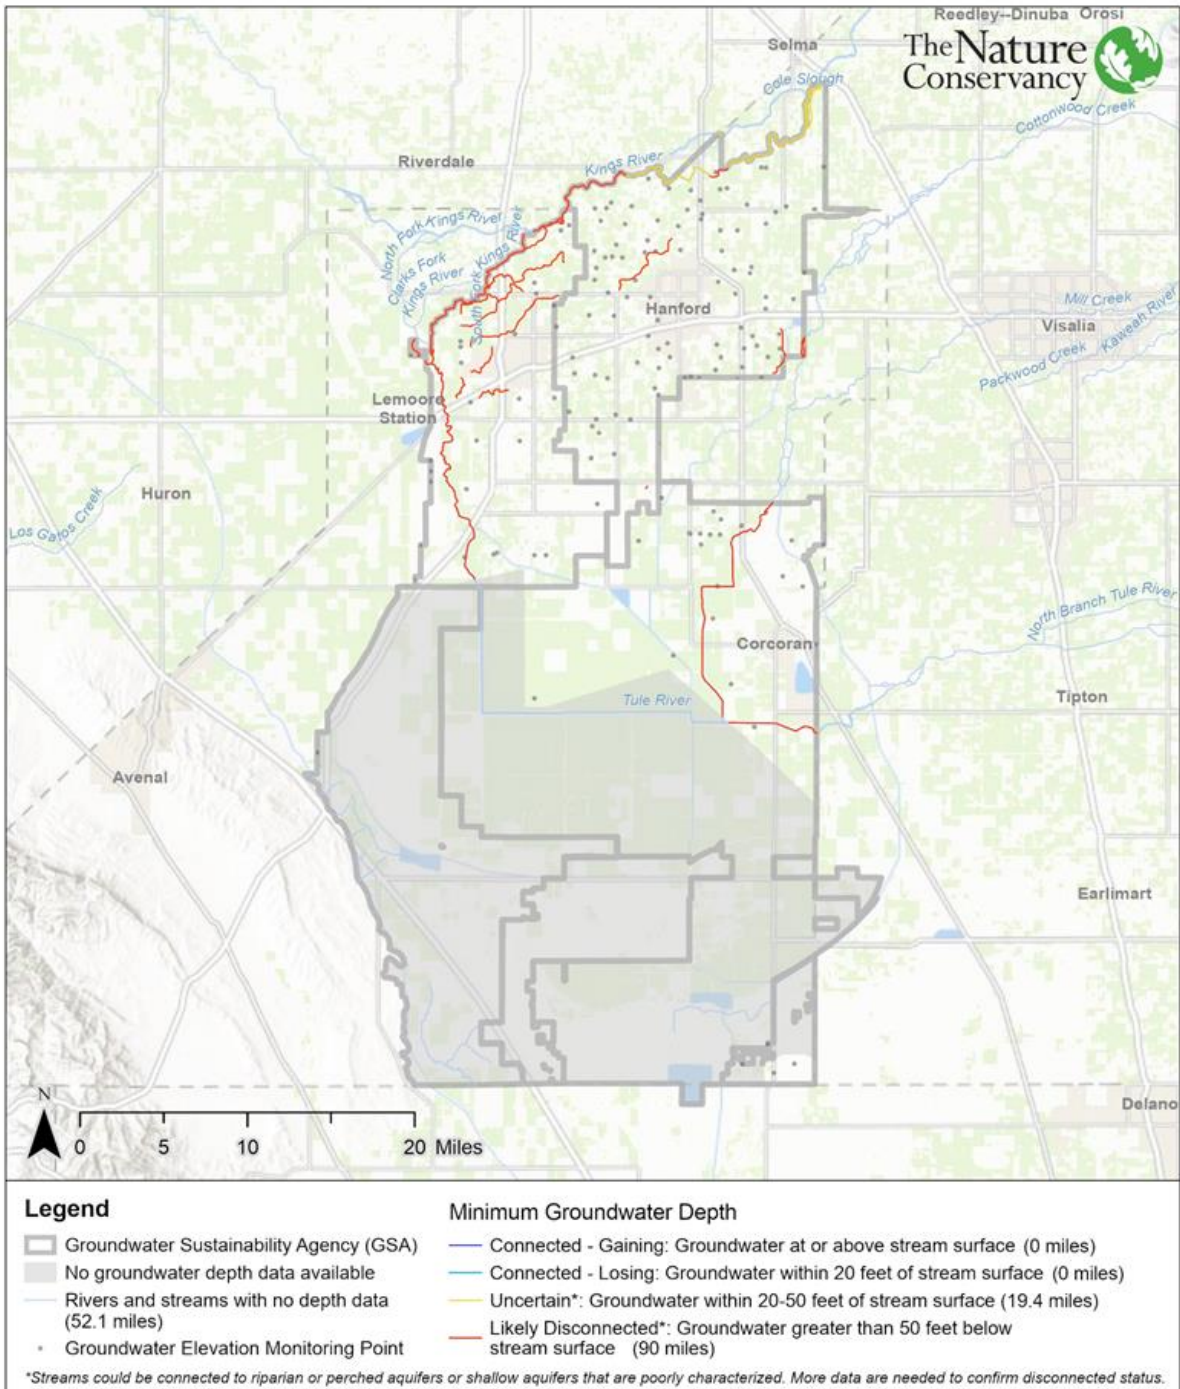 Reedley--Dinuba Orosi
Selma
The Nature
Conservancy
Cole Slough
Cottonwood Creek
Riverdale
Kings River
North Fork Kings River
Clarks Fork
Kings River
South Fork Kings River
Hanford
Mill Creek
Visalia
Kaweah River
Packwood Creek
Lemoore
Station
Huron
Los Gatos Creek
North Branch Tule River
Corcoran
Tule River
Tipton
Avenal
Earlimart
Delano
N
0 5 10 20 Miles
Legend
Groundwater Sustainability Agency (GSA)
No groundwater depth data available
Rivers and streams with no depth data
(52.1 miles)
Groundwater Elevation Monitoring Point
Minimum Groundwater Depth
Connected - Gaining: Groundwater at or above stream surface (0 miles)
Connected - Losing: Groundwater within 20 feet of stream surface (0 miles)
Uncertain*: Groundwater within 20-50 feet of stream surface (19.4 miles)
Likely Disconnected*: Groundwater greater than 50 feet below
stream surface (90 miles)
*Streams could be connected to riparian or perched aquifers or shallow aquifers that are poorly characterized. More data are needed to confirm disconnected status.